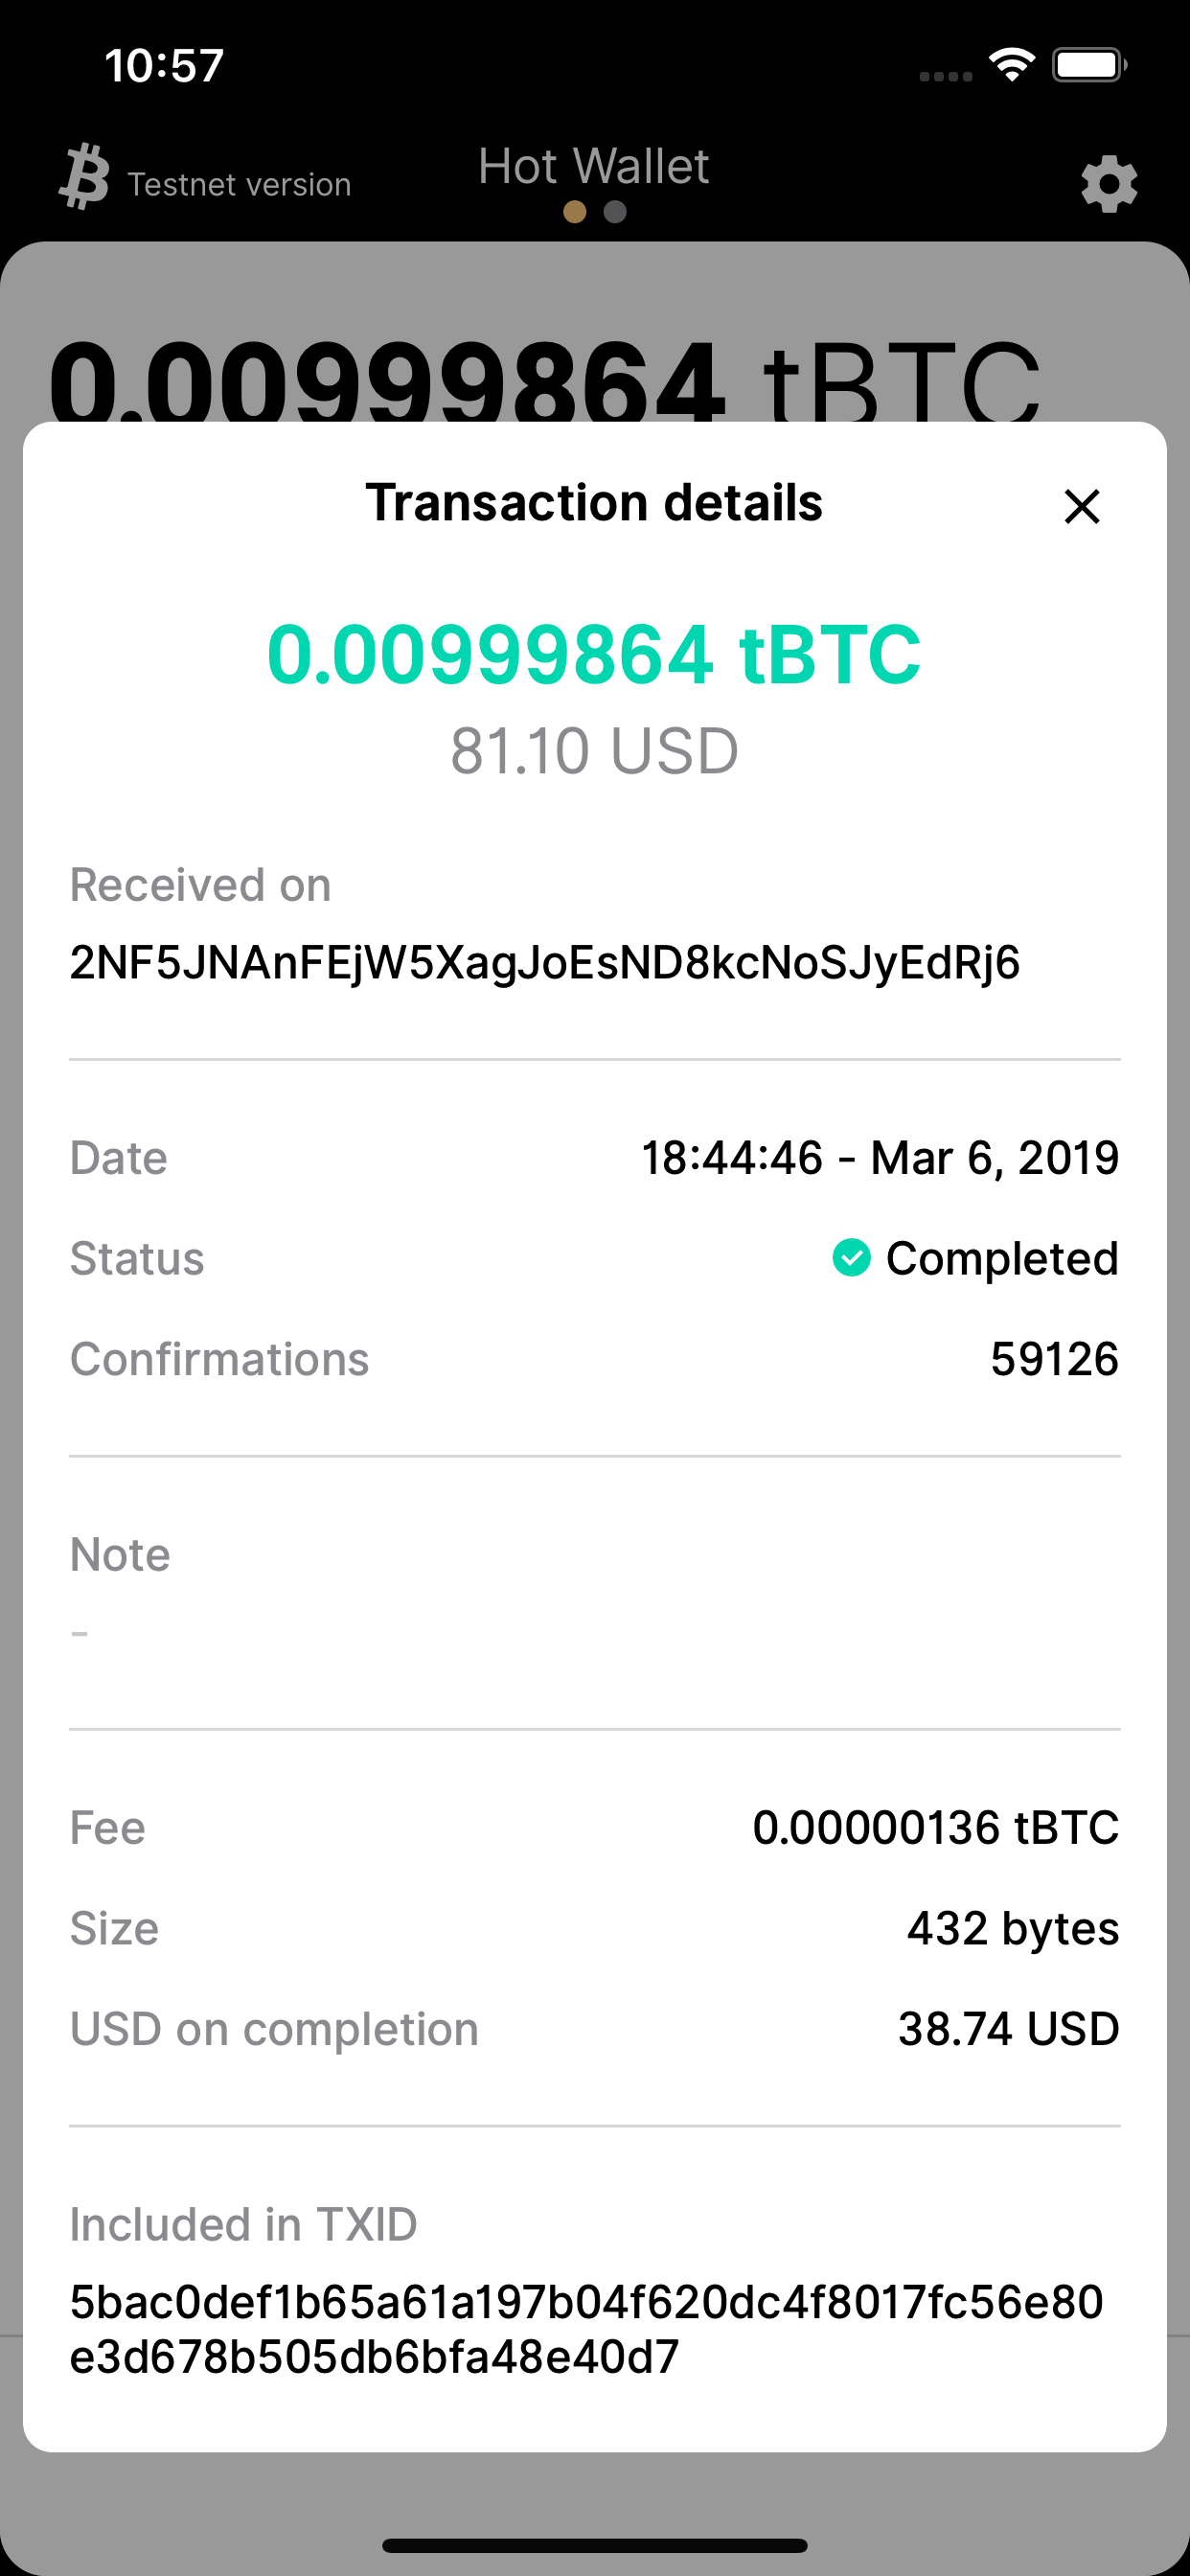 10:57
Testnet version
Hot Wallet
0.00999864 tBTC
Transaction details
0.00999864 tBTC
81.10 USD
Received on
2NF5JNAnFEjW5XagJoEsND8kcNoSJyEdRj6
Date 18:44:46 - Mar 6, 2019
Status Completed
Confirmations 59126
Note
-
Fee 0.00000136 tBTC
Size 432 bytes
USD on completion 38.74 USD
Included in TXID
5bac0def1b65a61a197b04f620dc4f8017fc56e80
e3d678b505db6bfa48e40d7